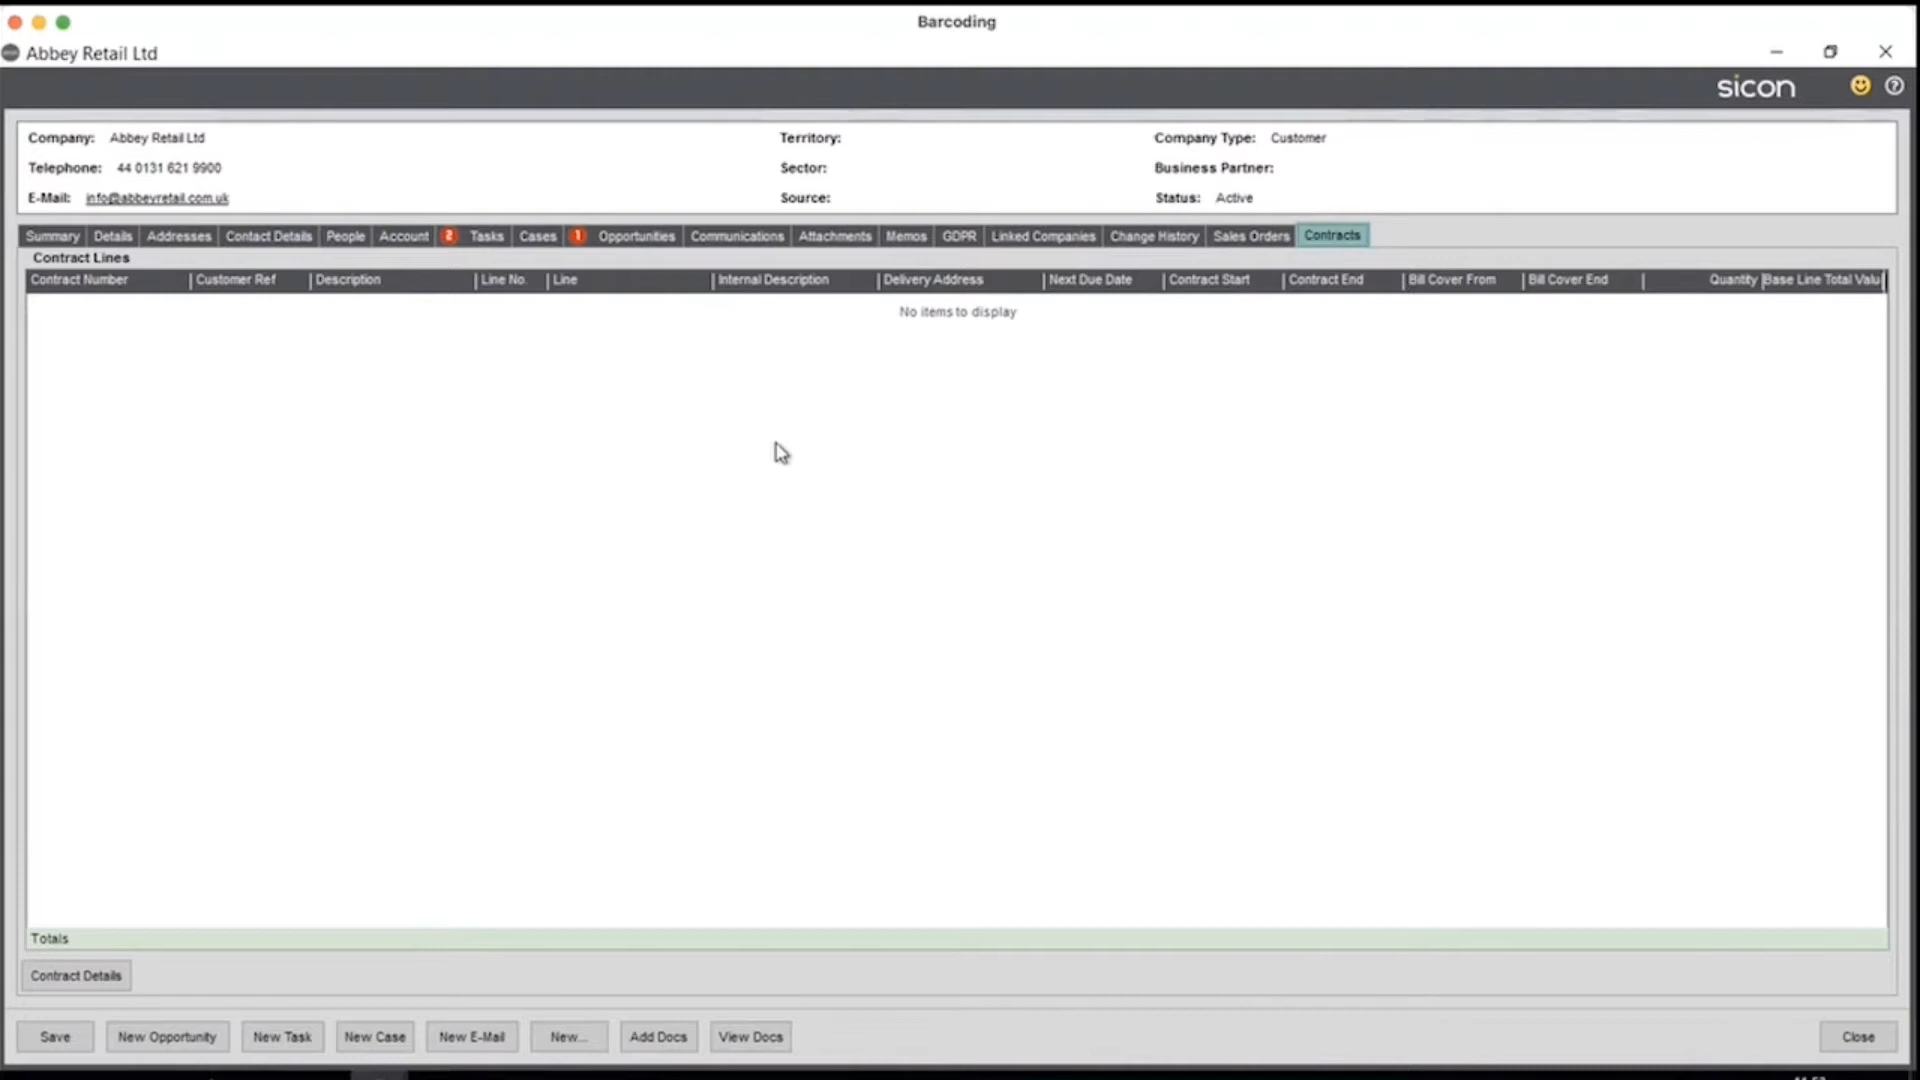 Barcoding
Abbey Retail Ltd
sicon
Company: Abbey Retail Ltd Territory: Company Type: Customer
Telephone: 44 0131 621 9900 Sector: Business Partner:
E-Mail: info@abbeyretail.com.uk Source: Status: Active
Summary Details Addresses Contact Details People Account 2 Tasks Cases 1 Opportunities Communications Attachments Memos GDPR Linked Companies Change History Sales Orders Contracts
Contract Lines
Contract Number Customer Ref Description Line No. Line Internal Description Delivery Address Next Due Date Contract Start Contract End Bill Cover From Bill Cover End Quantity Base Line Total Valu
No items to display
Totals
Contract Details
Save New Opportunity New Task New Case New E-Mail New... Add Docs View Docs Close